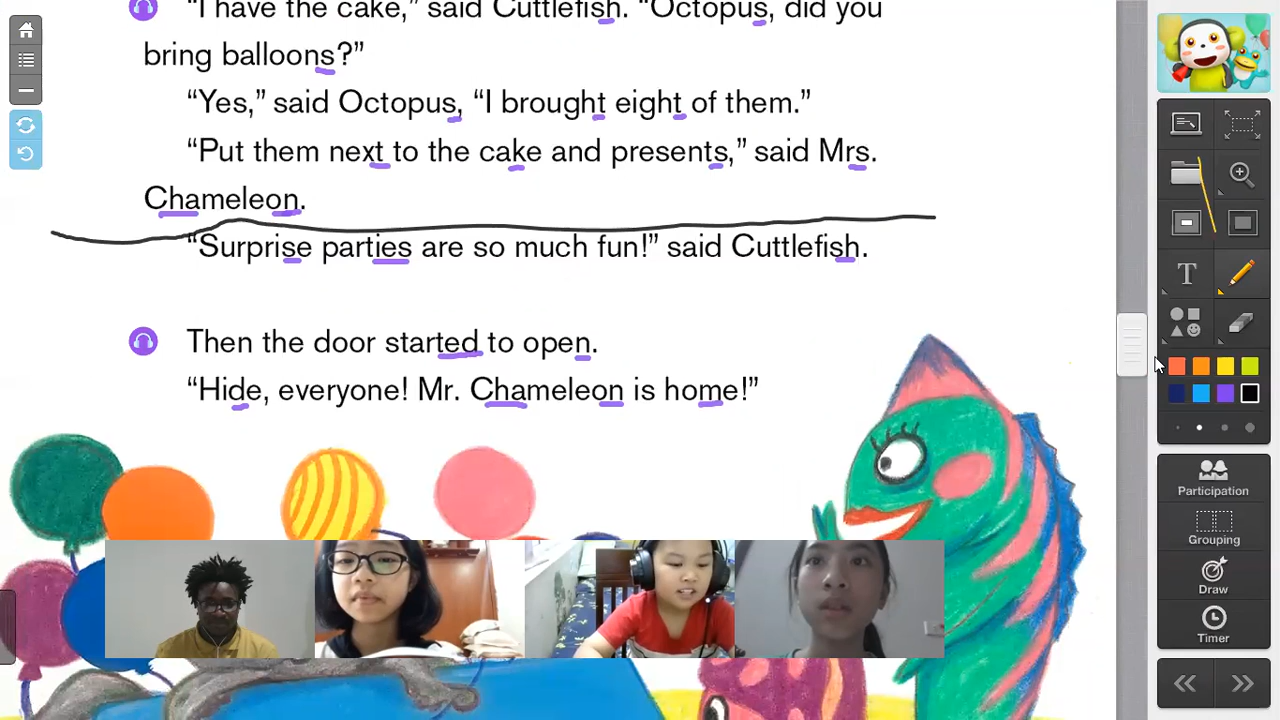 “I have the cake,” said Cuttlefish. “Octopus, did you
bring balloons?”
“Yes,” said Octopus, “I brought eight of them.”
“Put them next to the cake and presents,” said Mrs.
Chameleon.
“Surprise parties are so much fun!” said Cuttlefish.
Then the door started to open.
“Hide, everyone! Mr. Chameleon is home!”
T
Participation
Grouping
Draw
Timer